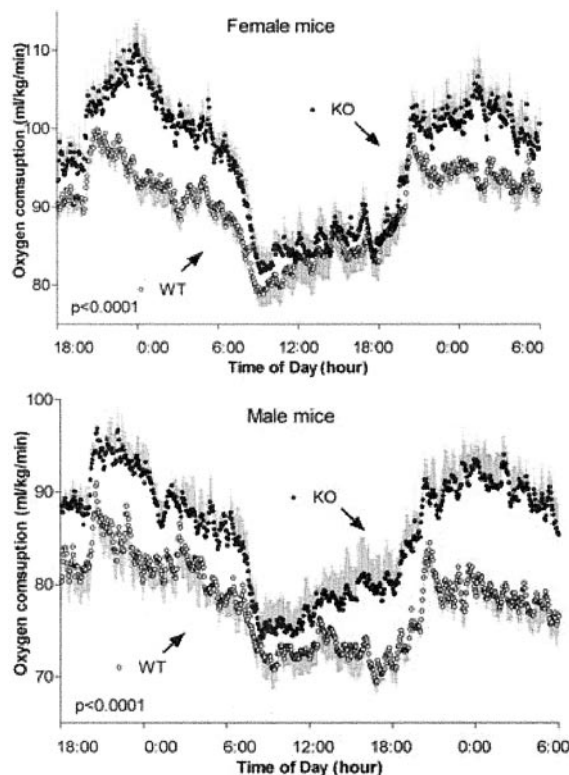 Female mice
Oxygen comsuption (ml/kg/min)
110
100
90
80
KO
WT
p<0.0001
18:00 0:00 6:00 12:00 18:00 0:00 6:00
Time of Day (hour)
Male mice
Oxygen comsuption (ml/kg/min)
100
90
80
70
KO
WT
p<0.0001
18:00 0:00 6:00 12:00 18:00 0:00 6:00
Time of Day (hour)